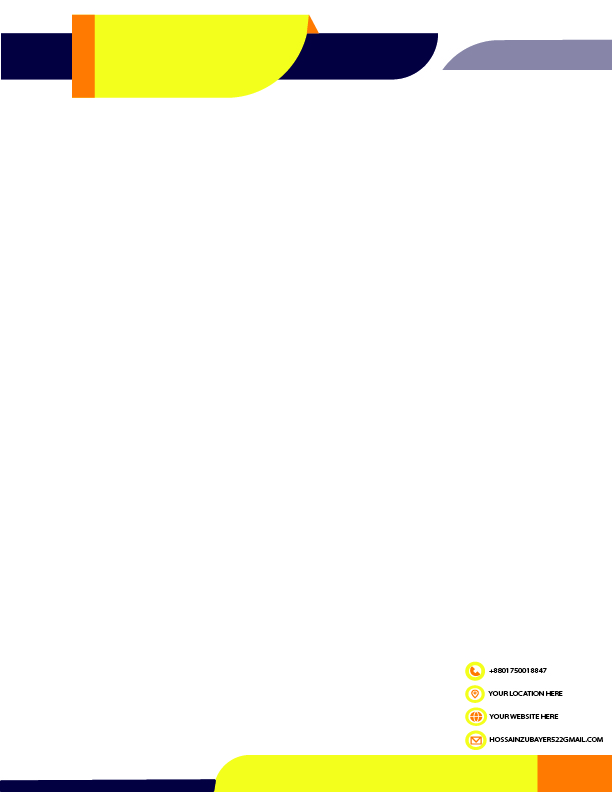 +8801750018847
YOUR LOCATION HERE
YOUR WEBSITE HERE
HOSSAINZUBAYER522GMAIL.COM